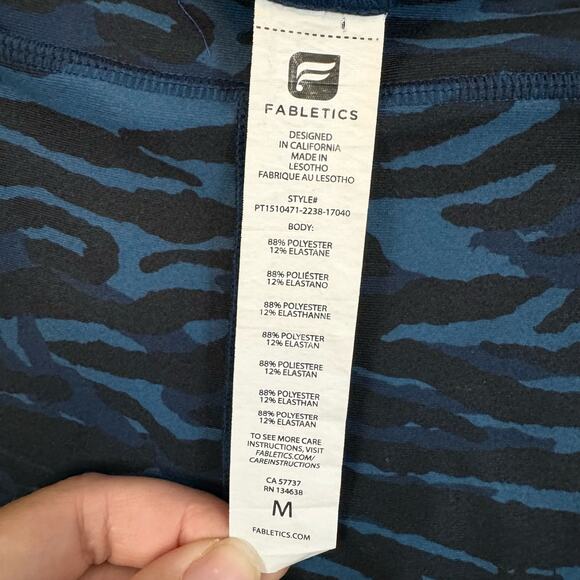 FABLETICS
DESIGNED
IN CALIFORNIA
MADE IN
LESOTHO
FABRIQUE AU LESOTHO
STYLE#
PT1510471-2238-17040
BODY:
88% POLYESTER
12% ELASTANE
88% POLIÉSTER
12% ELASTANO
88% POLYESTER
12% ELASTHANNE
88% POLYESTER
12% ELASTAN
88% POLIESTERE
12% ELASTAN
88% POLYESTER
12% ELASTHAN
88% POLYESTER
12% ELASTAAN
TO SEE MORE CARE
INSTRUCTIONS, VISIT
FABLETICS.COM/
CAREINSTRUCTIONS
CA 57737
RN 134638
M
FABLETICS.COM